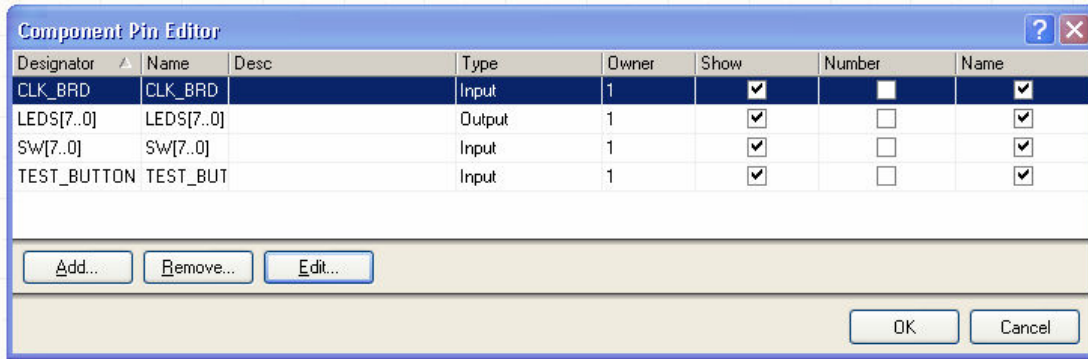 Component Pin Editor
Designator Name Desc Type Owner Show Number Name
CLK_BRD CLK_BRD Input 1
LEDS[7..0] LEDS[7..0] Output 1
SW[7..0] SW[7..0] Input 1
TEST_BUTTON TEST_BUT Input 1
Add... Remove... Edit...
OK Cancel